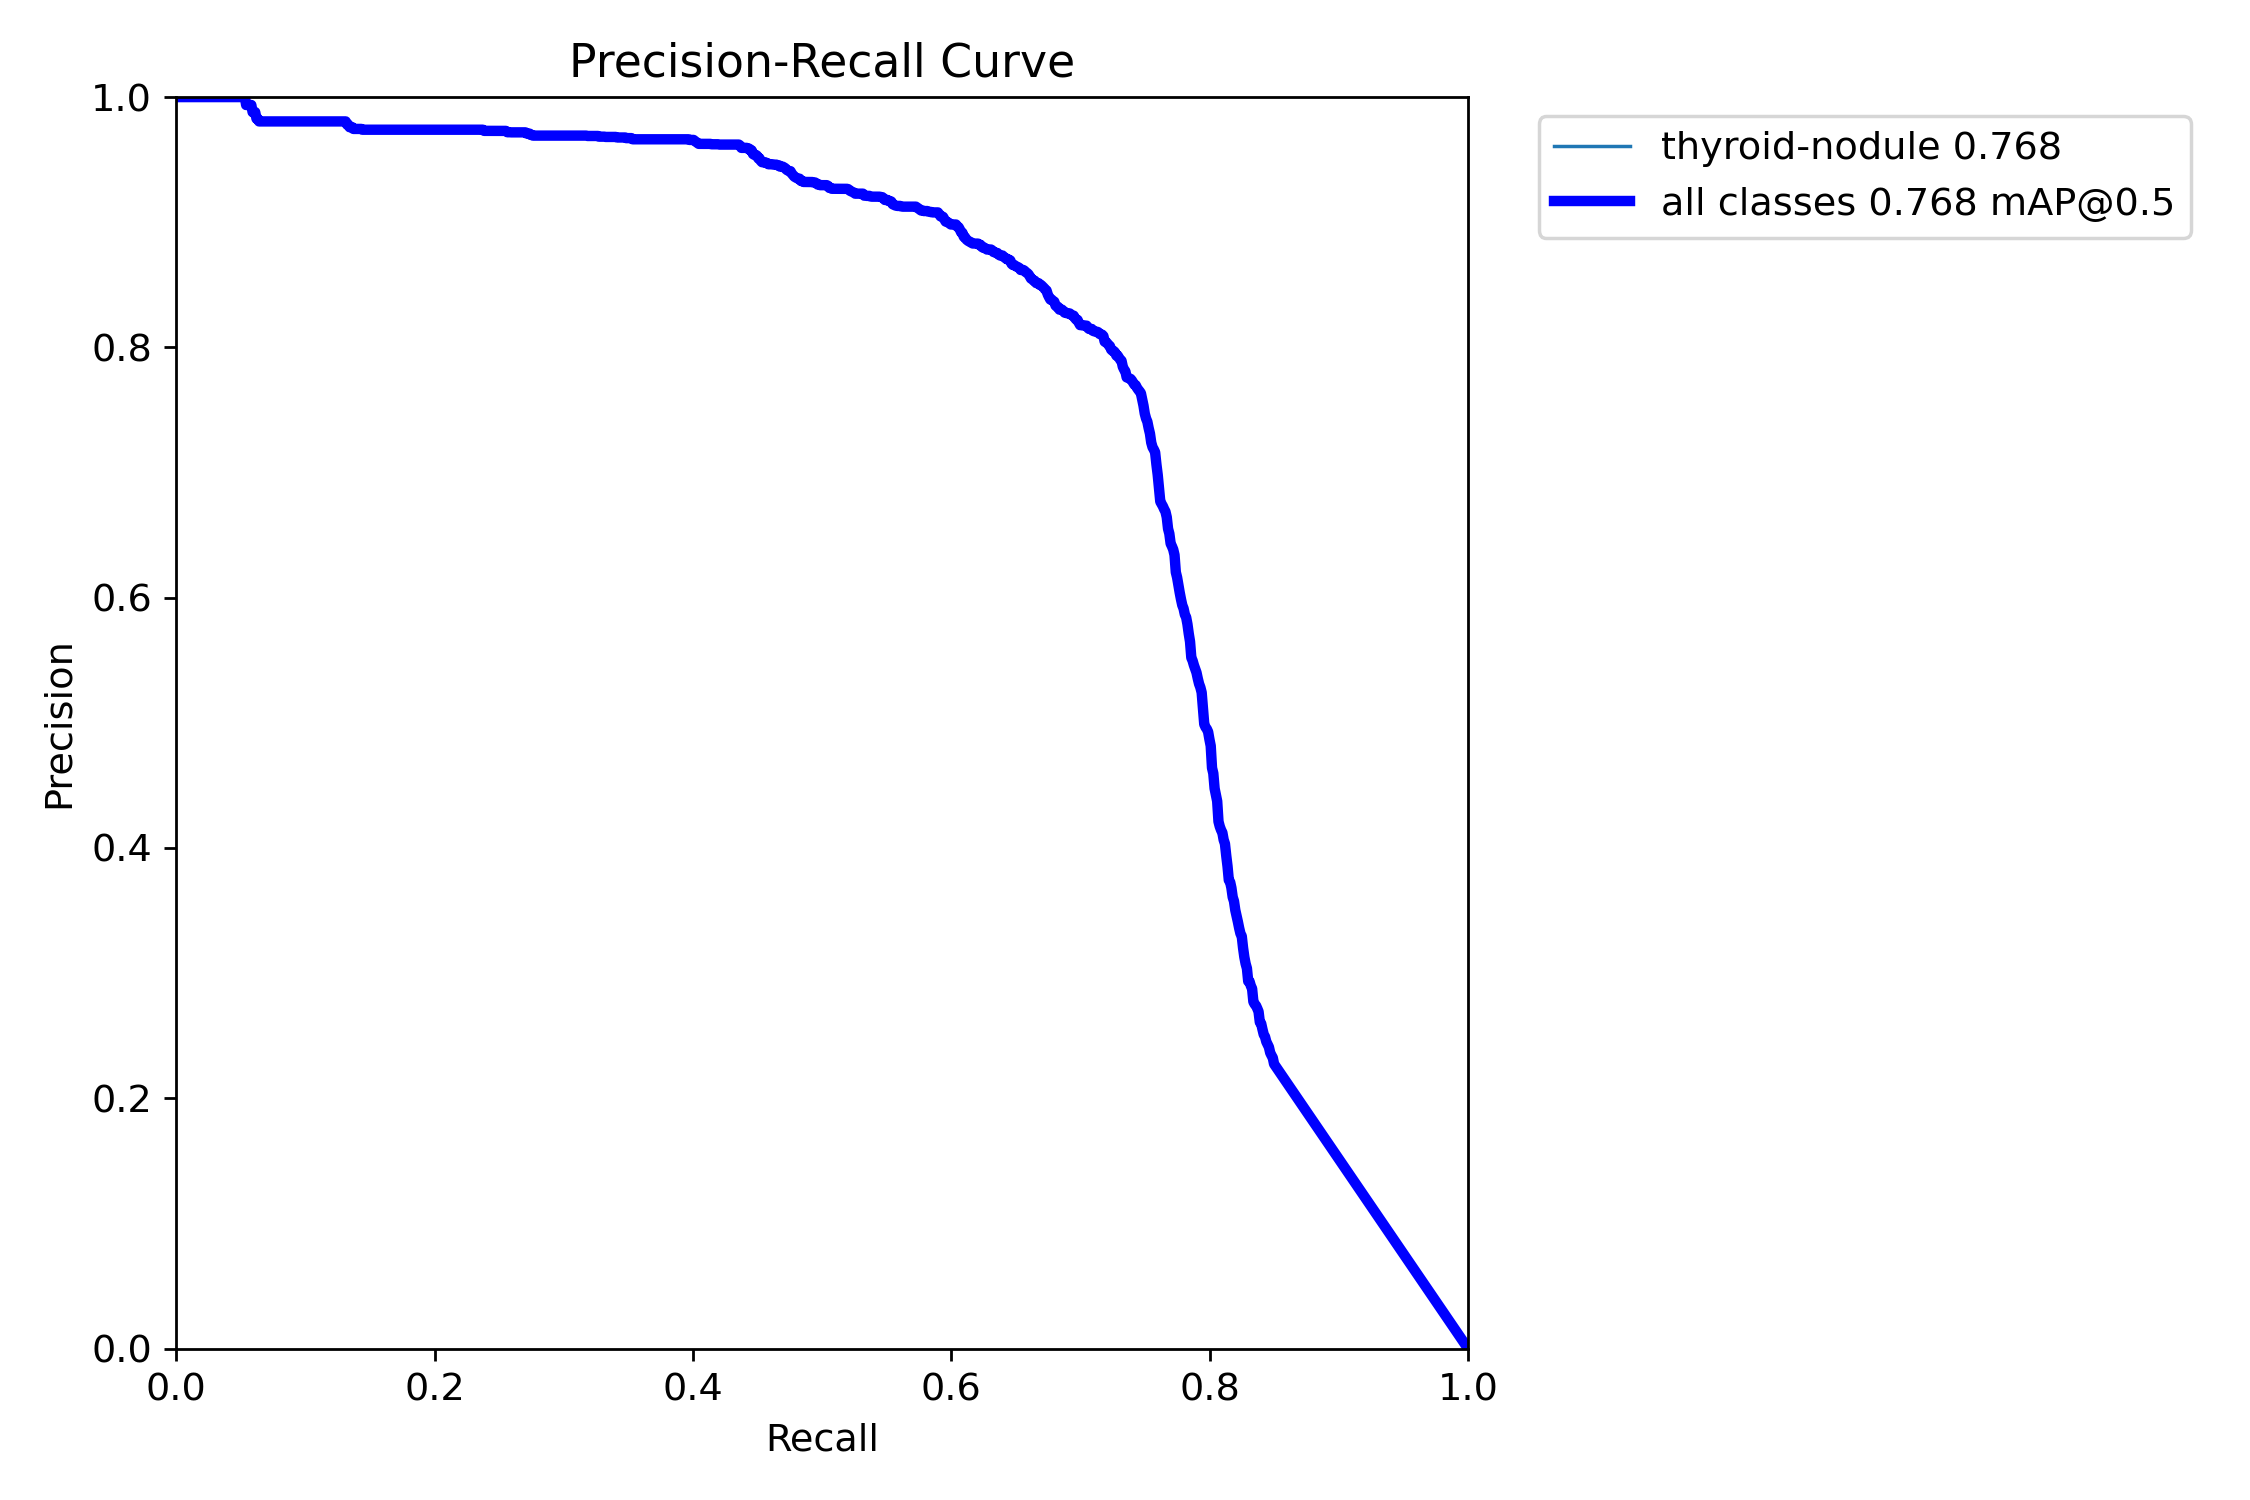 Precision-Recall Curve
1.0
0.8
0.6
0.4
0.2
0.0
Precision
0.0 0.2 0.4 0.6 0.8 1.0
Recall
thyroid-nodule 0.768
all classes 0.768 mAP@0.5